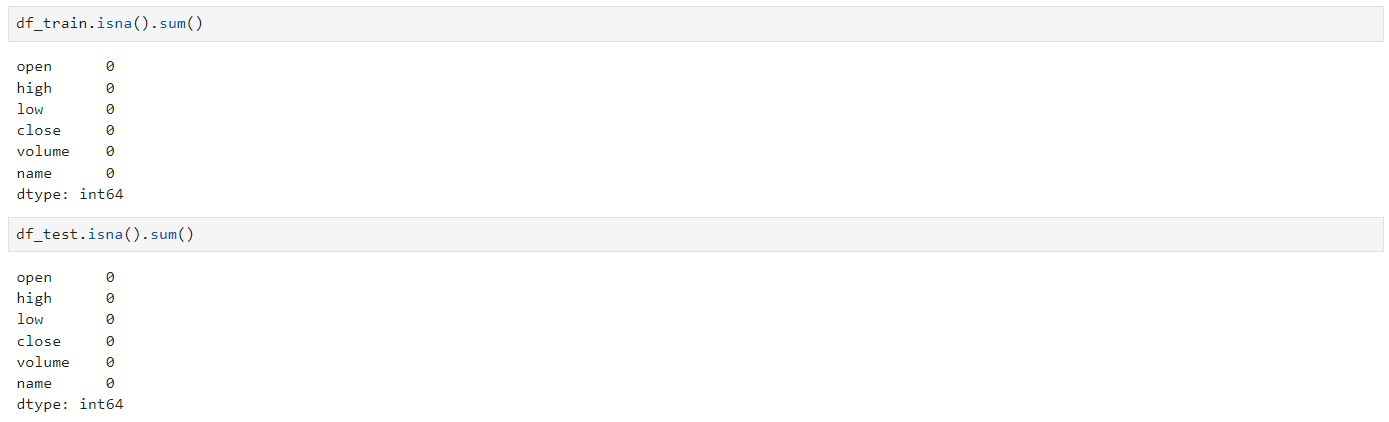 df_train.isna().sum()
open      0
high      0
low       0
close     0
volume    0
name      0
dtype: int64
df_test.isna().sum()
open      0
high      0
low       0
close     0
volume    0
name      0
dtype: int64